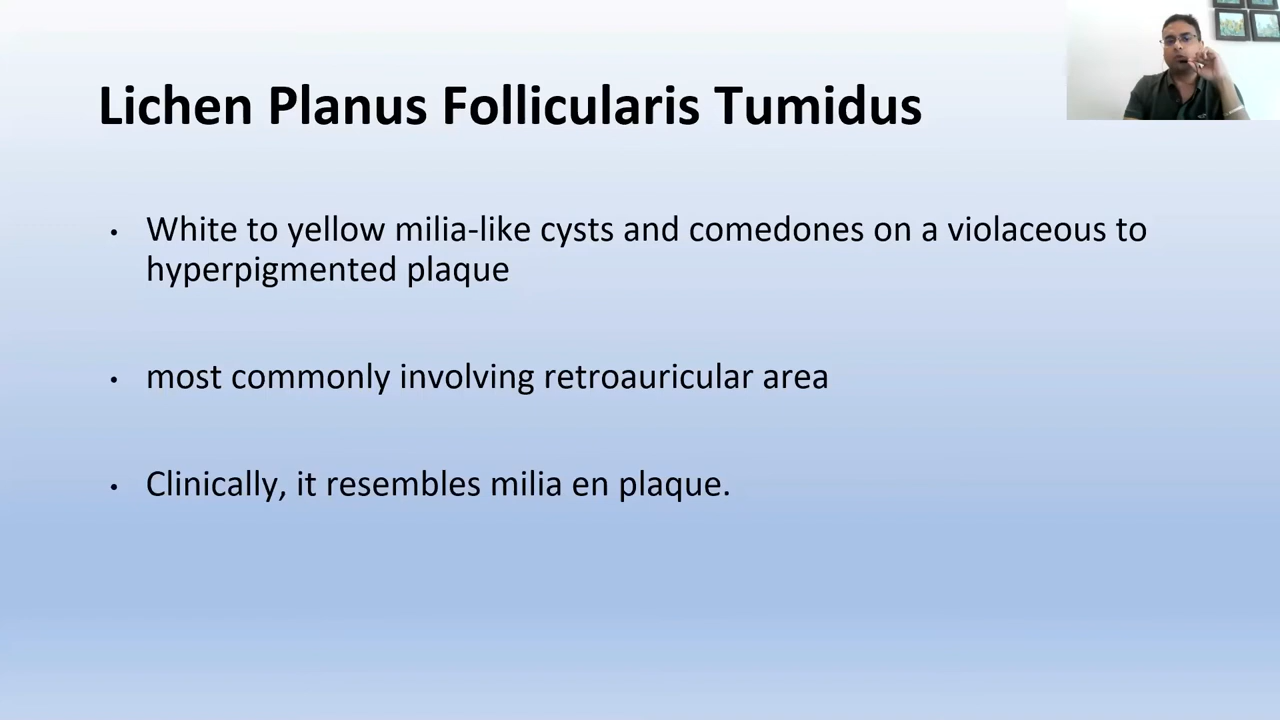 Lichen Planus Follicularis Tumidus
• White to yellow milia-like cysts and comedones on a violaceous to
hyperpigmented plaque
• most commonly involving retroauricular area
• Clinically, it resembles milia en plaque.